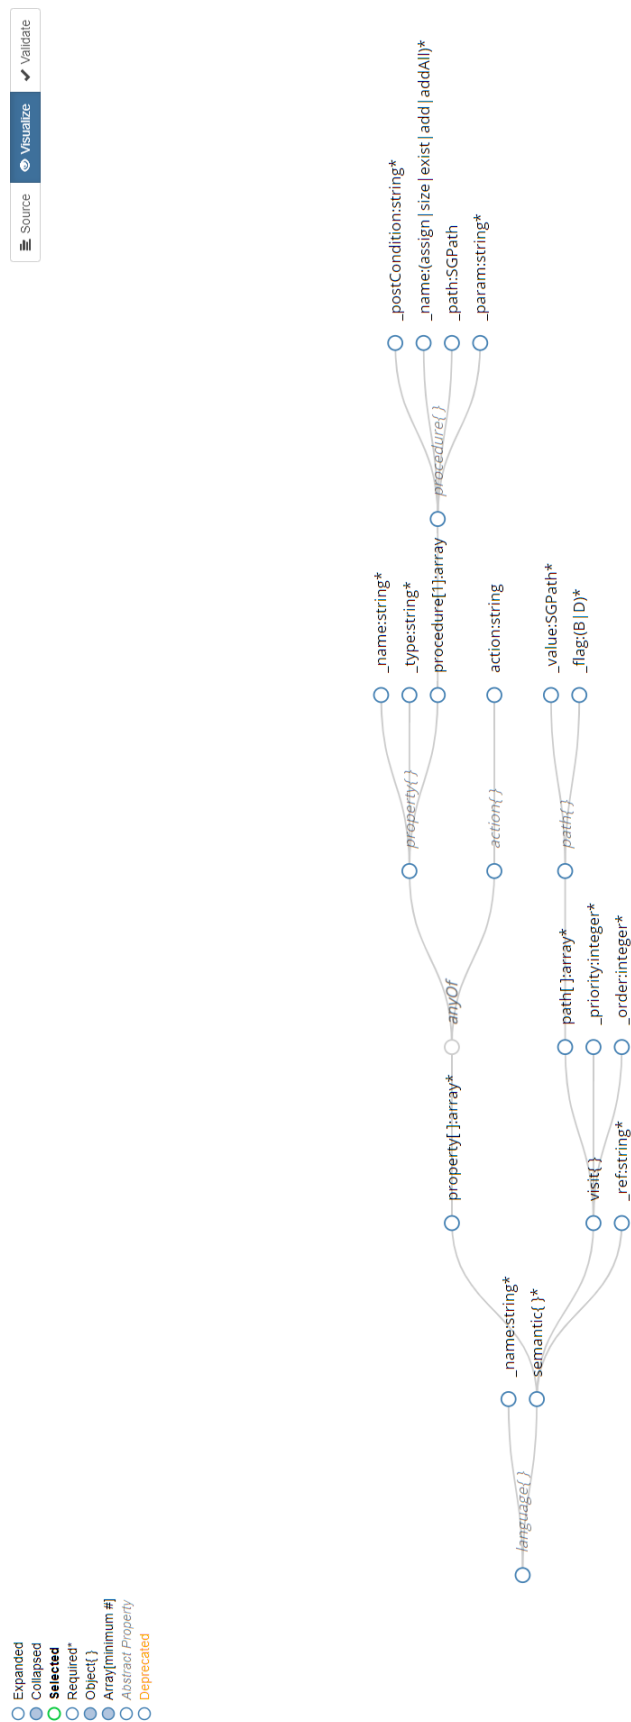 Source
Visualize
Validate
Expanded
Collapsed
Selected
Required*
Object{ }
Array[minimum #]
Abstract Property
Deprecated
language{ }
_name:string*
semantic{ }*
property[ ]:array*
anyOf
property{ }
_name:string*
_type:string*
procedure[1]:array
procedure{ }
_postCondition:string*
_name:(assign|size|exist|add|addAll)*
_path:SGPath
_param:string*
action{ }
action:string
visit{ }
path[ ]:array*
path{ }
_value:SGPath*
_flag:(B|D)*
_priority:integer*
_order:integer*
_ref:string*